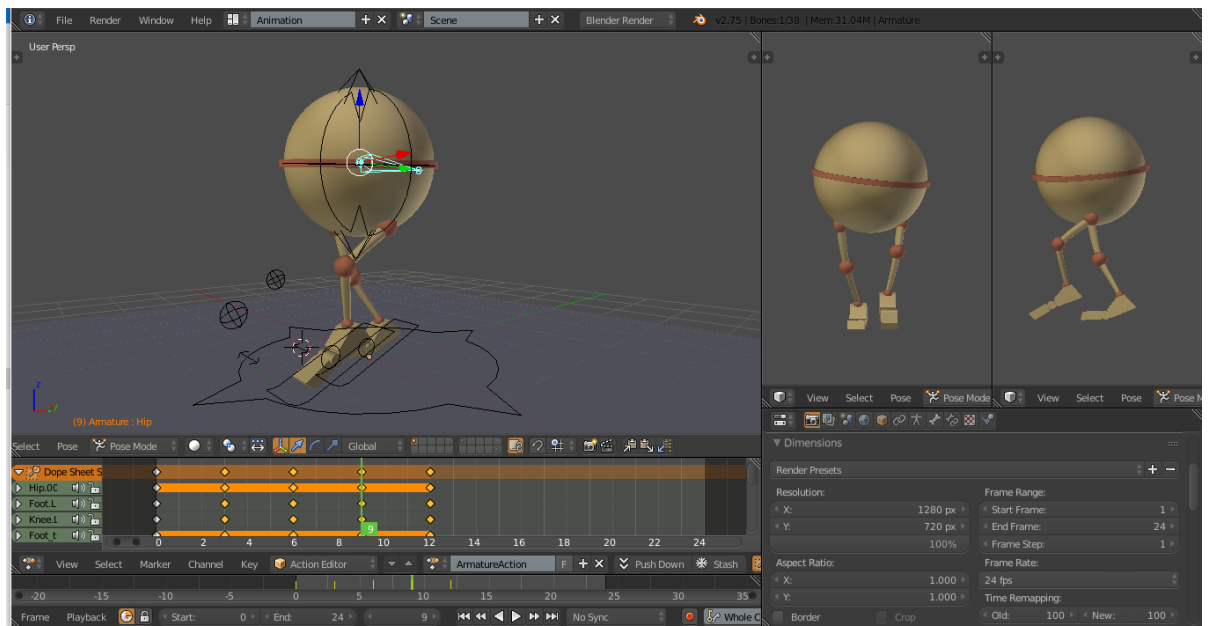 File Render Window Help Animation Scene Blender Render v2.75 | Bones:1/38 | Mem:31.04M | Armature
User Persp
z
y
(9) Armature : Hip
Select Pose Pose Mode Global
View Select Pose Pose Mode
View Select Pose Pose M
Dimensions
Render Presets
Resolution: Frame Range:
X: 1280 px Start Frame: 1
Y: 720 px End Frame: 24
100% Frame Step: 1
Aspect Ratio: Frame Rate:
X: 1.000 24 fps
Y: 1.000 Time Remapping:
Border Crop Old: 100 New: 100
Dope Sheet S
Hip.0C
Foot.L
Knee.L
Foot_t
9
0 2 4 6 8 10 12 14 16 18 20 22 24
View Select Marker Channel Key Action Editor ArmatureAction F Push Down Stash
-20 -15 -10 -5 0 5 10 15 20 25 30 35
Frame Playback Start: 0 End: 24 9 No Sync Whole C